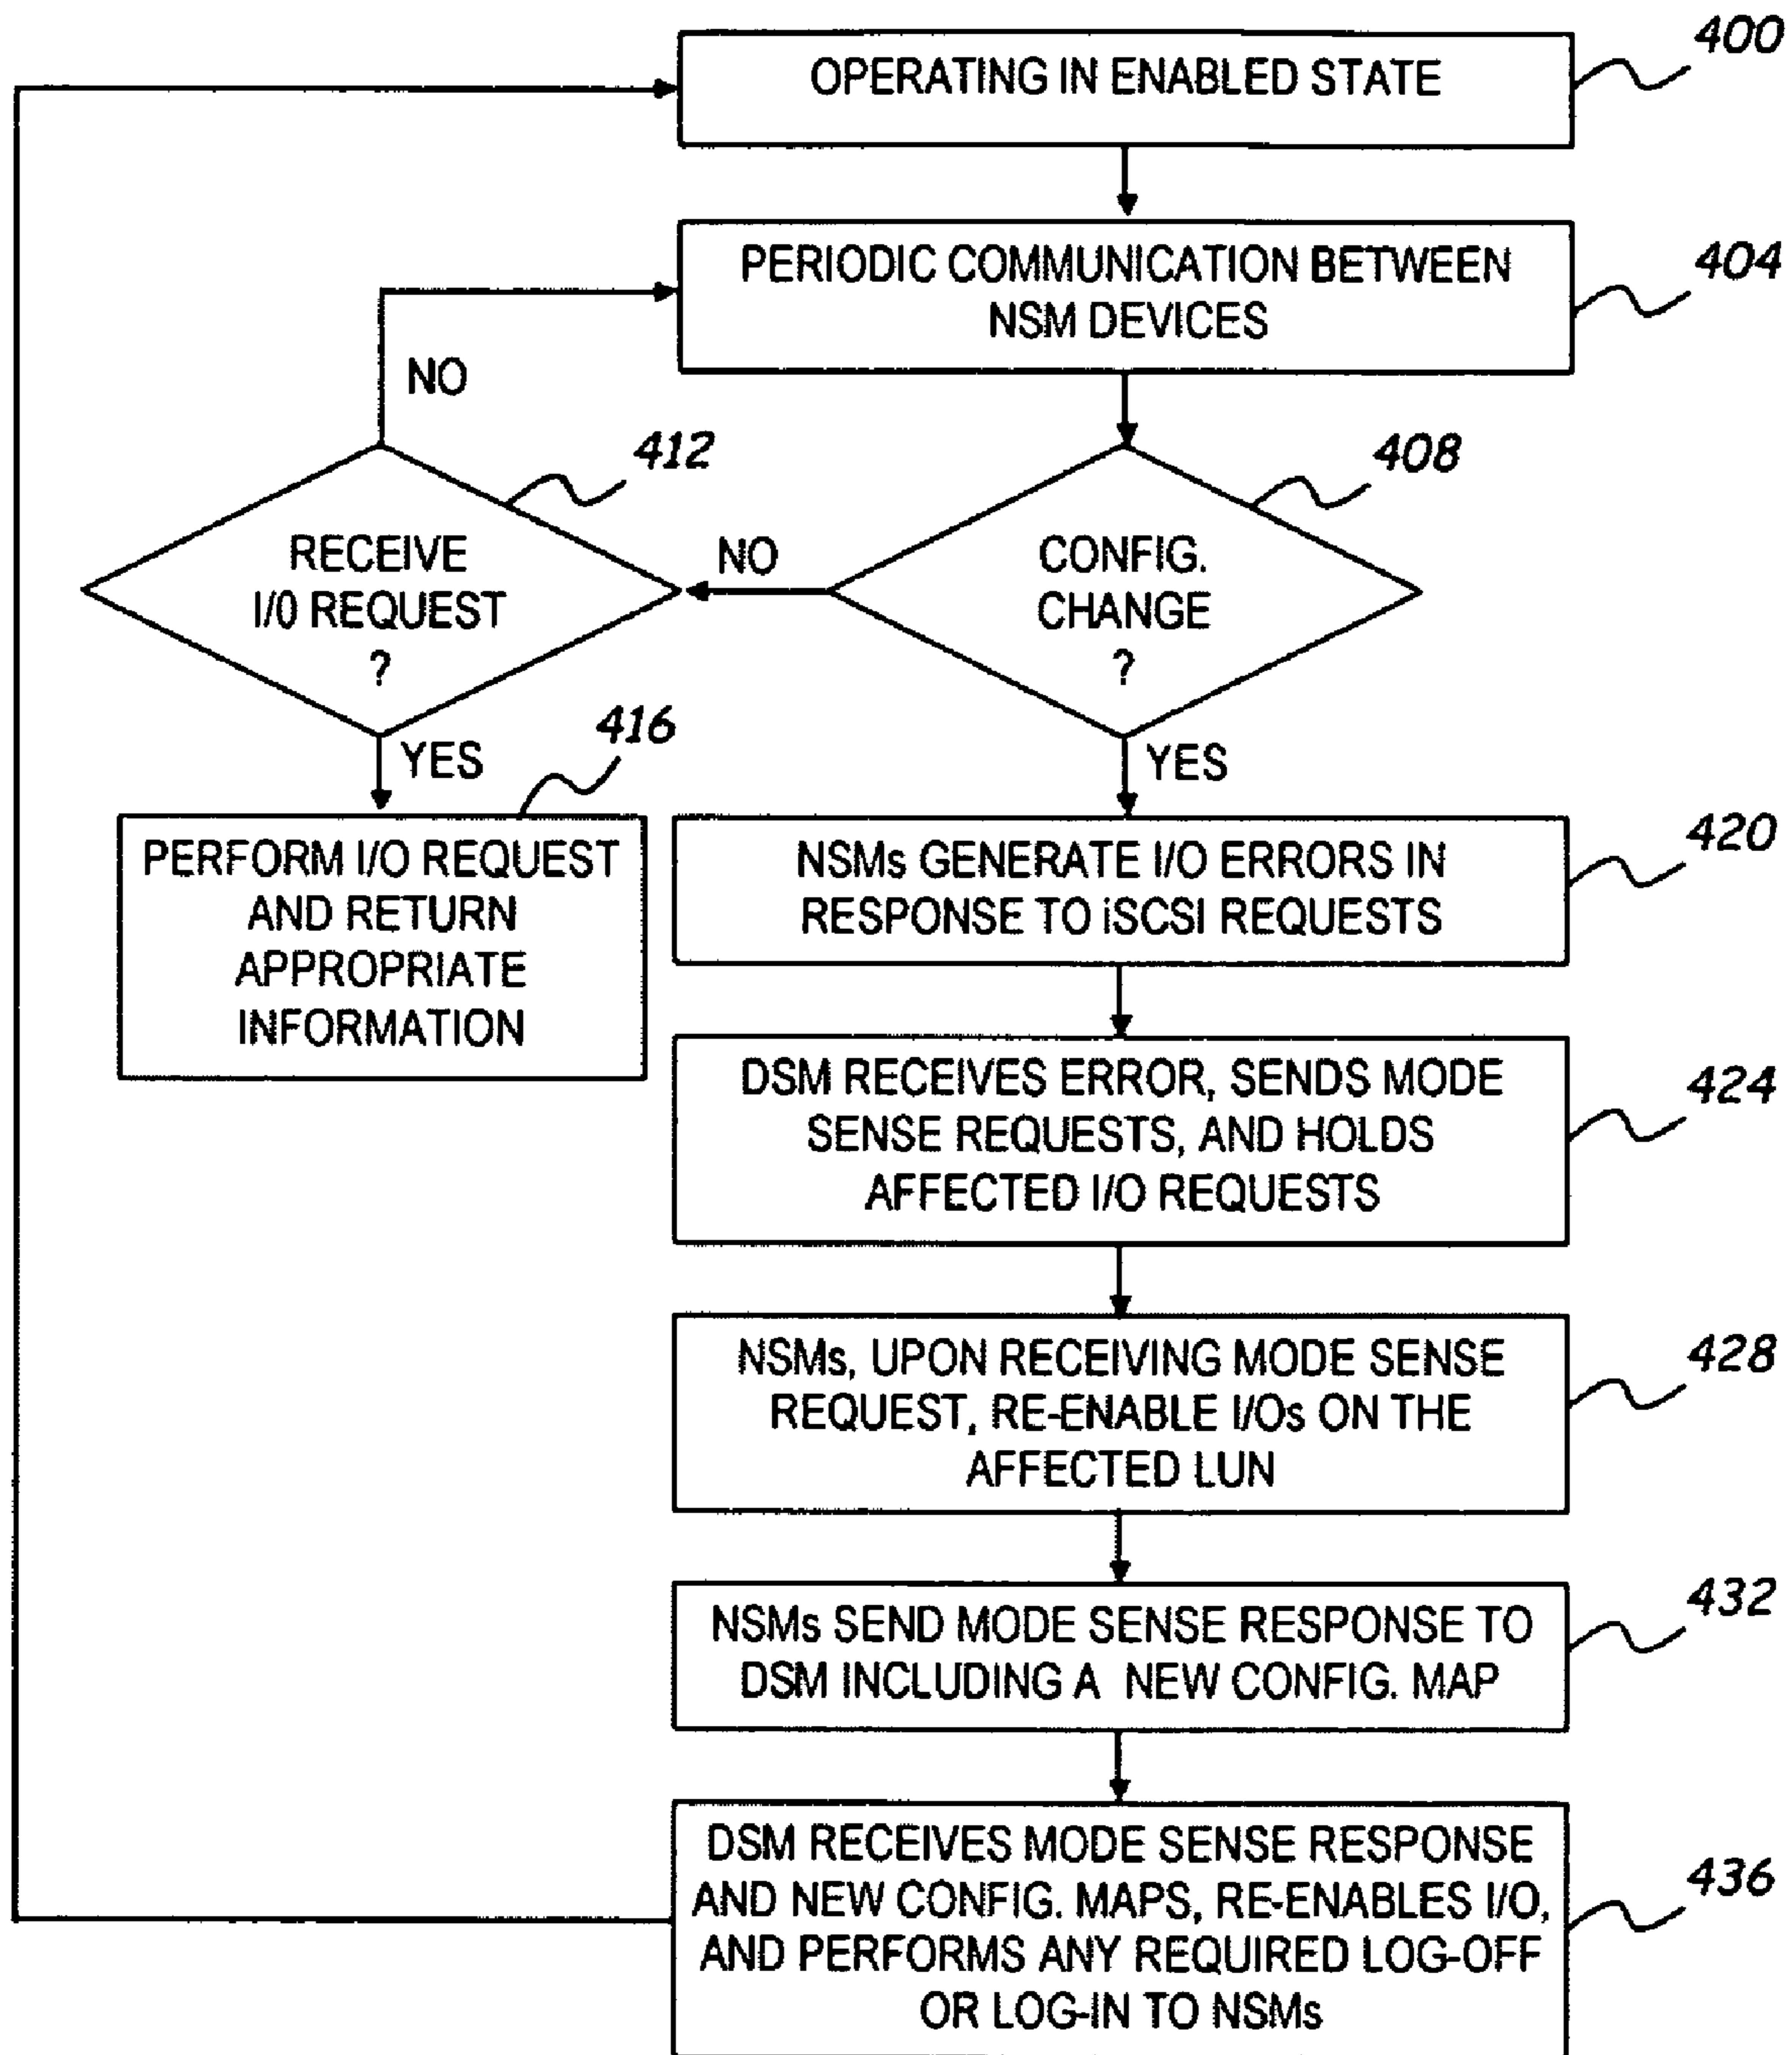 400
OPERATING IN ENABLED STATE
404
PERIODIC COMMUNICATION BETWEEN
NSM DEVICES
NO
412
408
RECEIVE
I/O REQUEST
?
NO
CONFIG.
CHANGE
?
YES
416
YES
PERFORM I/O REQUEST
AND RETURN
APPROPRIATE
INFORMATION
420
NSMs GENERATE I/O ERRORS IN
RESPONSE TO iSCSI REQUESTS
424
DSM RECEIVES ERROR, SENDS MODE
SENSE REQUESTS, AND HOLDS
AFFECTED I/O REQUESTS
428
NSMs, UPON RECEIVING MODE SENSE
REQUEST, RE-ENABLE I/Os ON THE
AFFECTED LUN
432
NSMs SEND MODE SENSE RESPONSE TO
DSM INCLUDING A NEW CONFIG. MAP
436
DSM RECEIVES MODE SENSE RESPONSE
AND NEW CONFIG. MAPS, RE-ENABLES I/O,
AND PERFORMS ANY REQUIRED LOG-OFF
OR LOG-IN TO NSMs